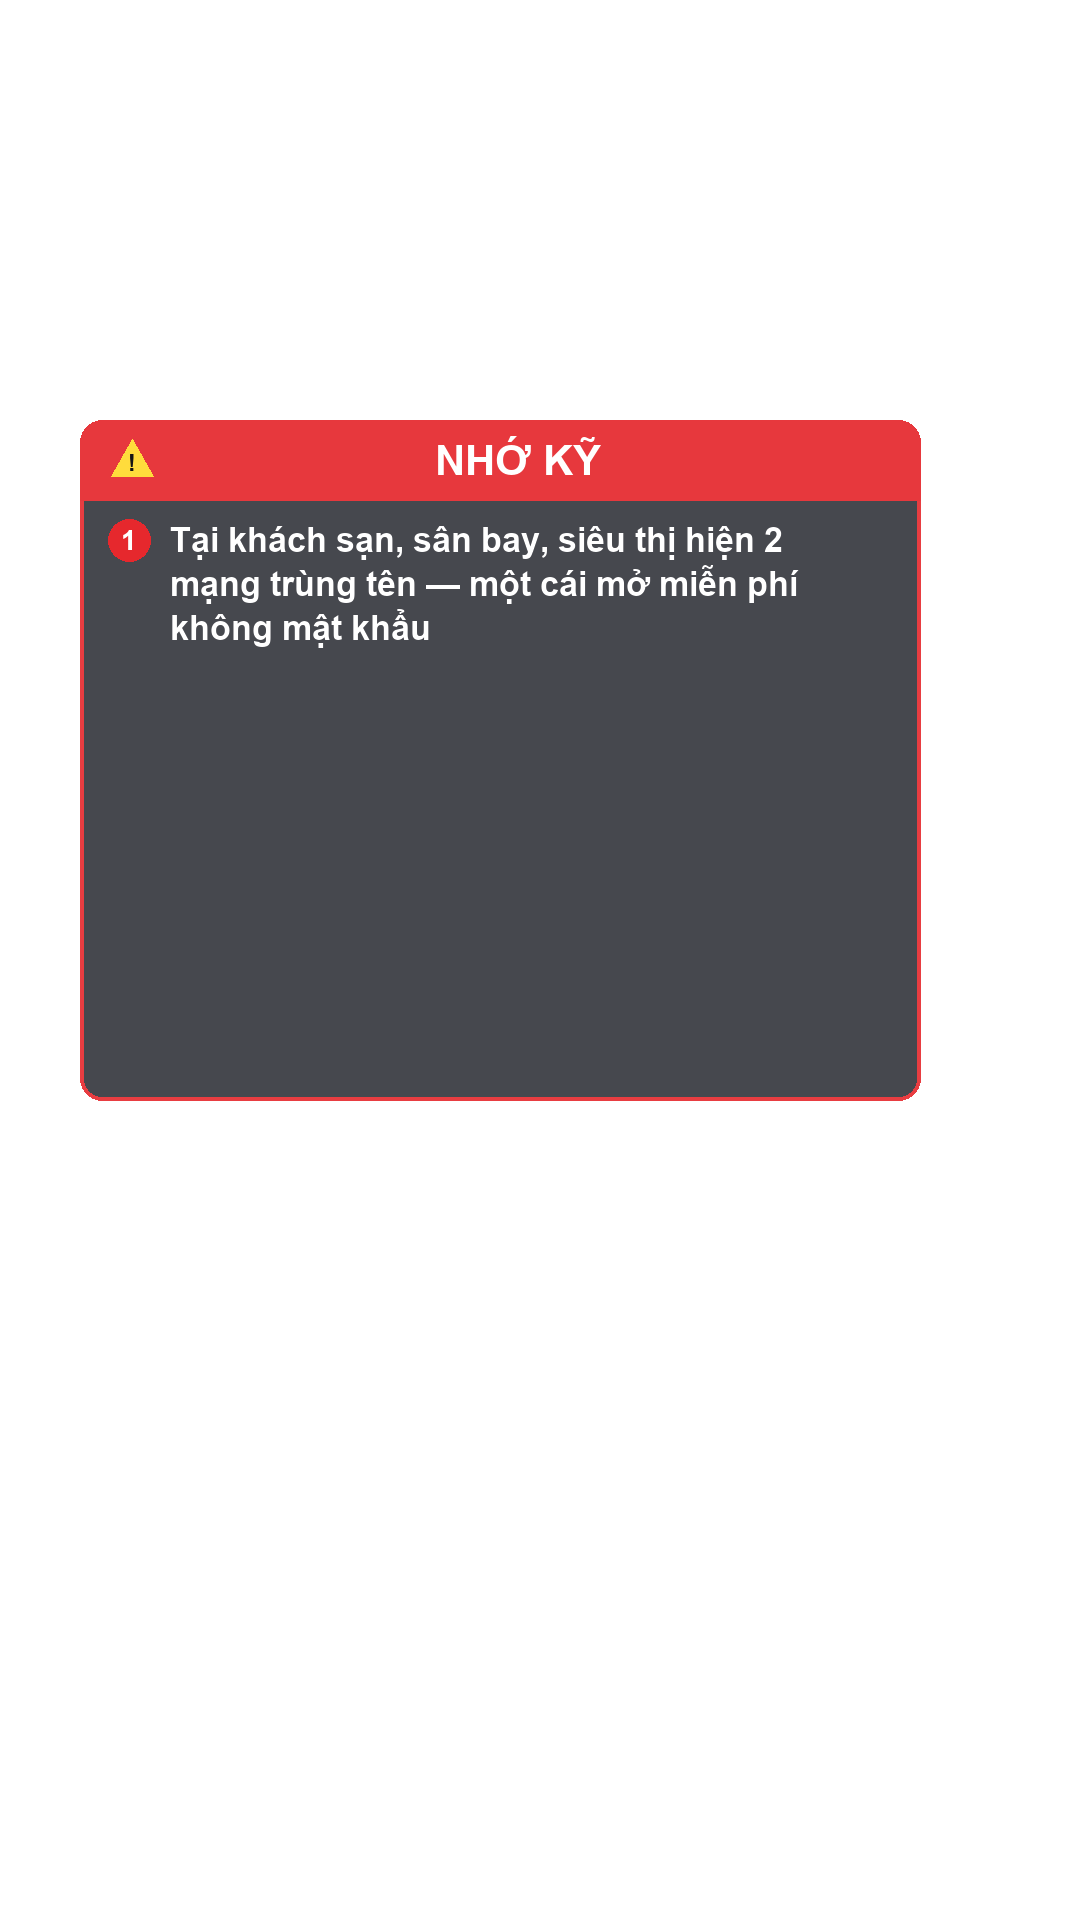 !
NHỚ KỸ
1 Tại khách sạn, sân bay, siêu thị hiện 2
mạng trùng tên — một cái mở miễn phí
không mật khẩu